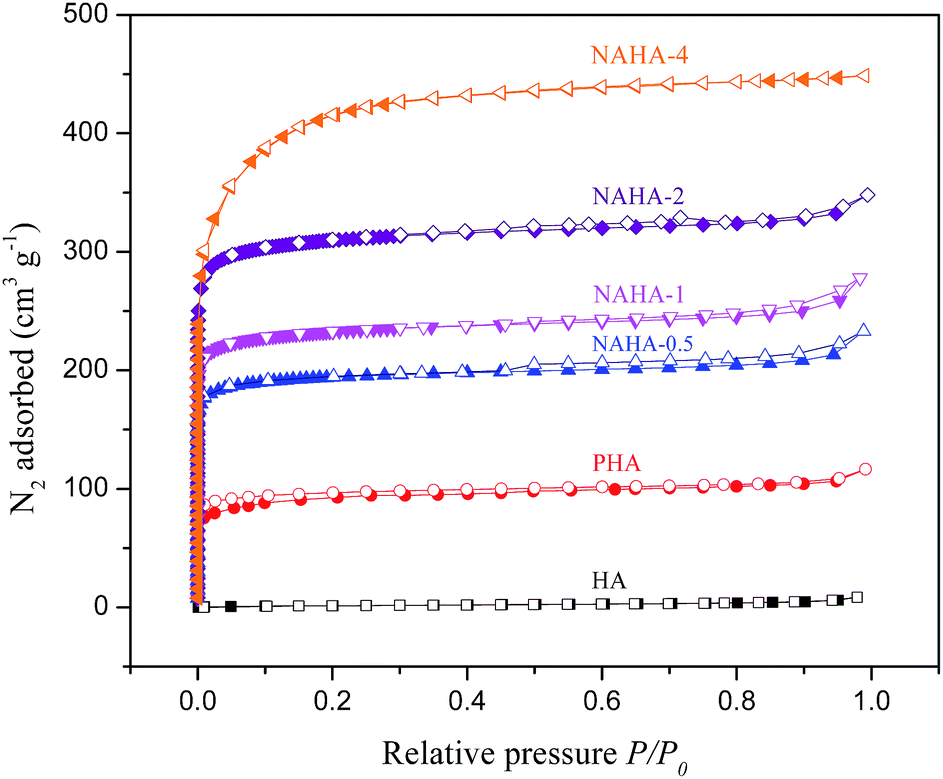 500
400
300
200
100
0
N2 adsorbed (cm3 g-1)
NAHA-4
NAHA-2
NAHA-1
NAHA-0.5
PHA
HA
0.0 0.2 0.4 0.6 0.8 1.0
Relative pressure P/P0